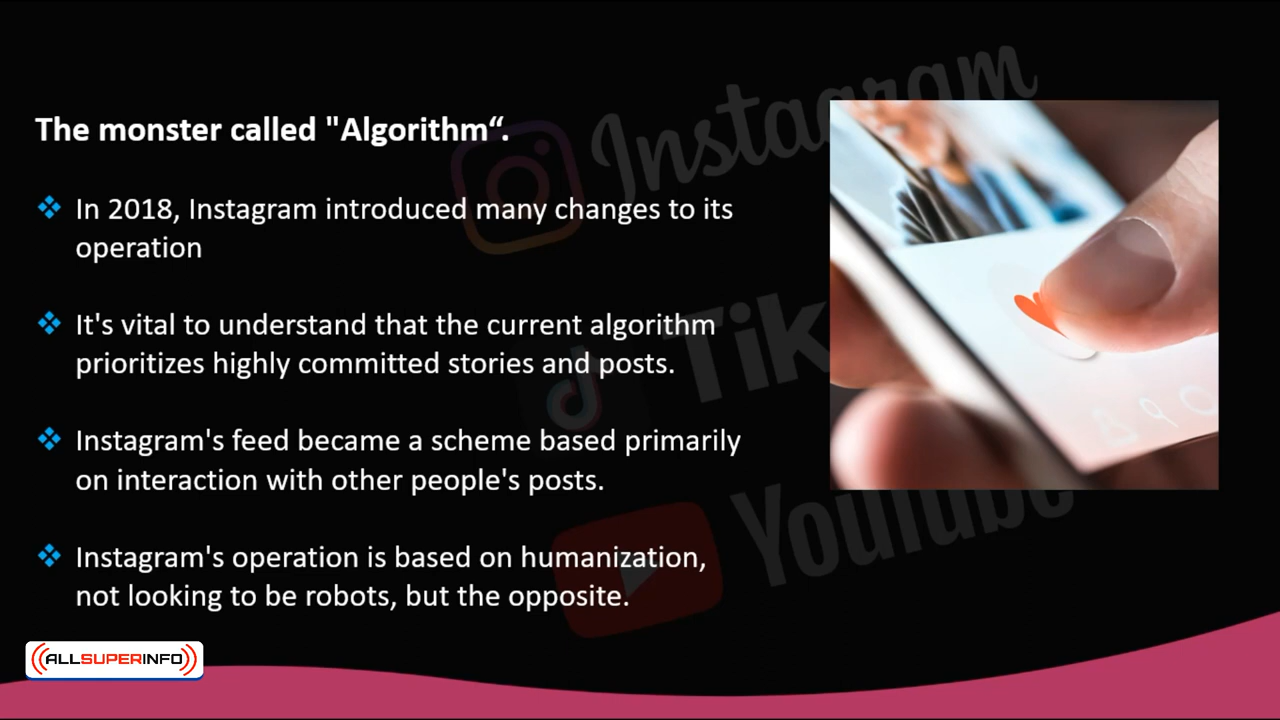 The monster called "Algorithm“.
In 2018, Instagram introduced many changes to its
operation
It's vital to understand that the current algorithm
prioritizes highly committed stories and posts.
Instagram's feed became a scheme based primarily
on interaction with other people's posts.
Instagram's operation is based on humanization,
not looking to be robots, but the opposite.
Instagram
Tik
YouTube
ALLSUPERINFO